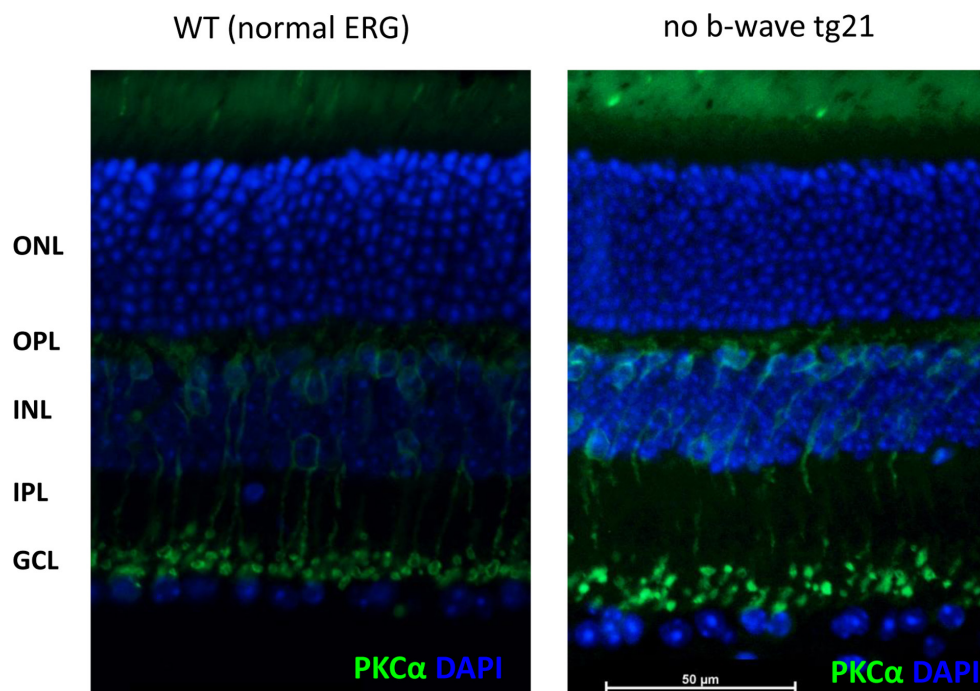 WT (normal ERG)
no b-wave tg21
ONL
OPL
INL
IPL
GCL
PKCα DAPI
50 μm
PKCα DAPI